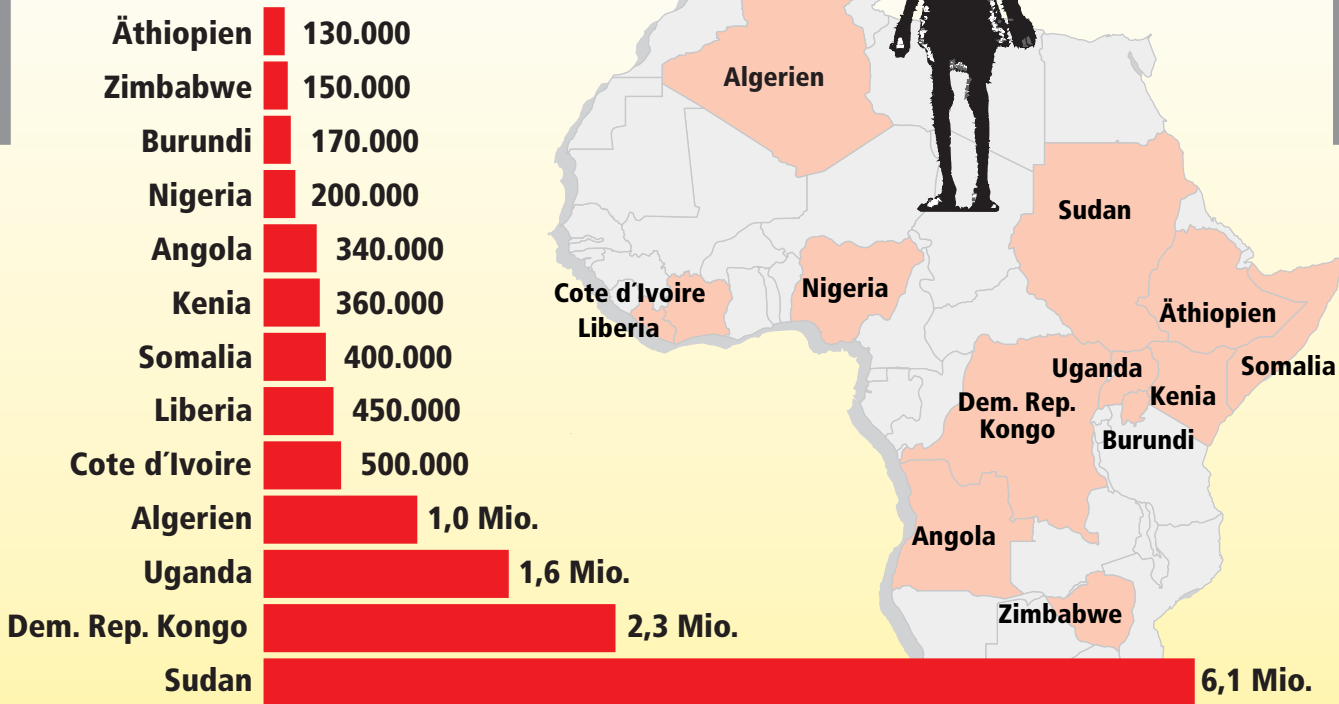 Äthiopien 130.000
Zimbabwe 150.000
Burundi 170.000
Nigeria 200.000
Angola 340.000
Kenia 360.000
Somalia 400.000
Liberia 450.000
Cote d´Ivoire 500.000
Algerien 1,0 Mio.
Uganda 1,6 Mio.
Dem. Rep. Kongo 2,3 Mio.
Sudan 6,1 Mio.
Algerien
Sudan
Cote d´Ivoire
Liberia
Nigeria
Äthiopien
Uganda
Somalia
Dem. Rep.
Kongo
Kenia
Burundi
Angola
Zimbabwe